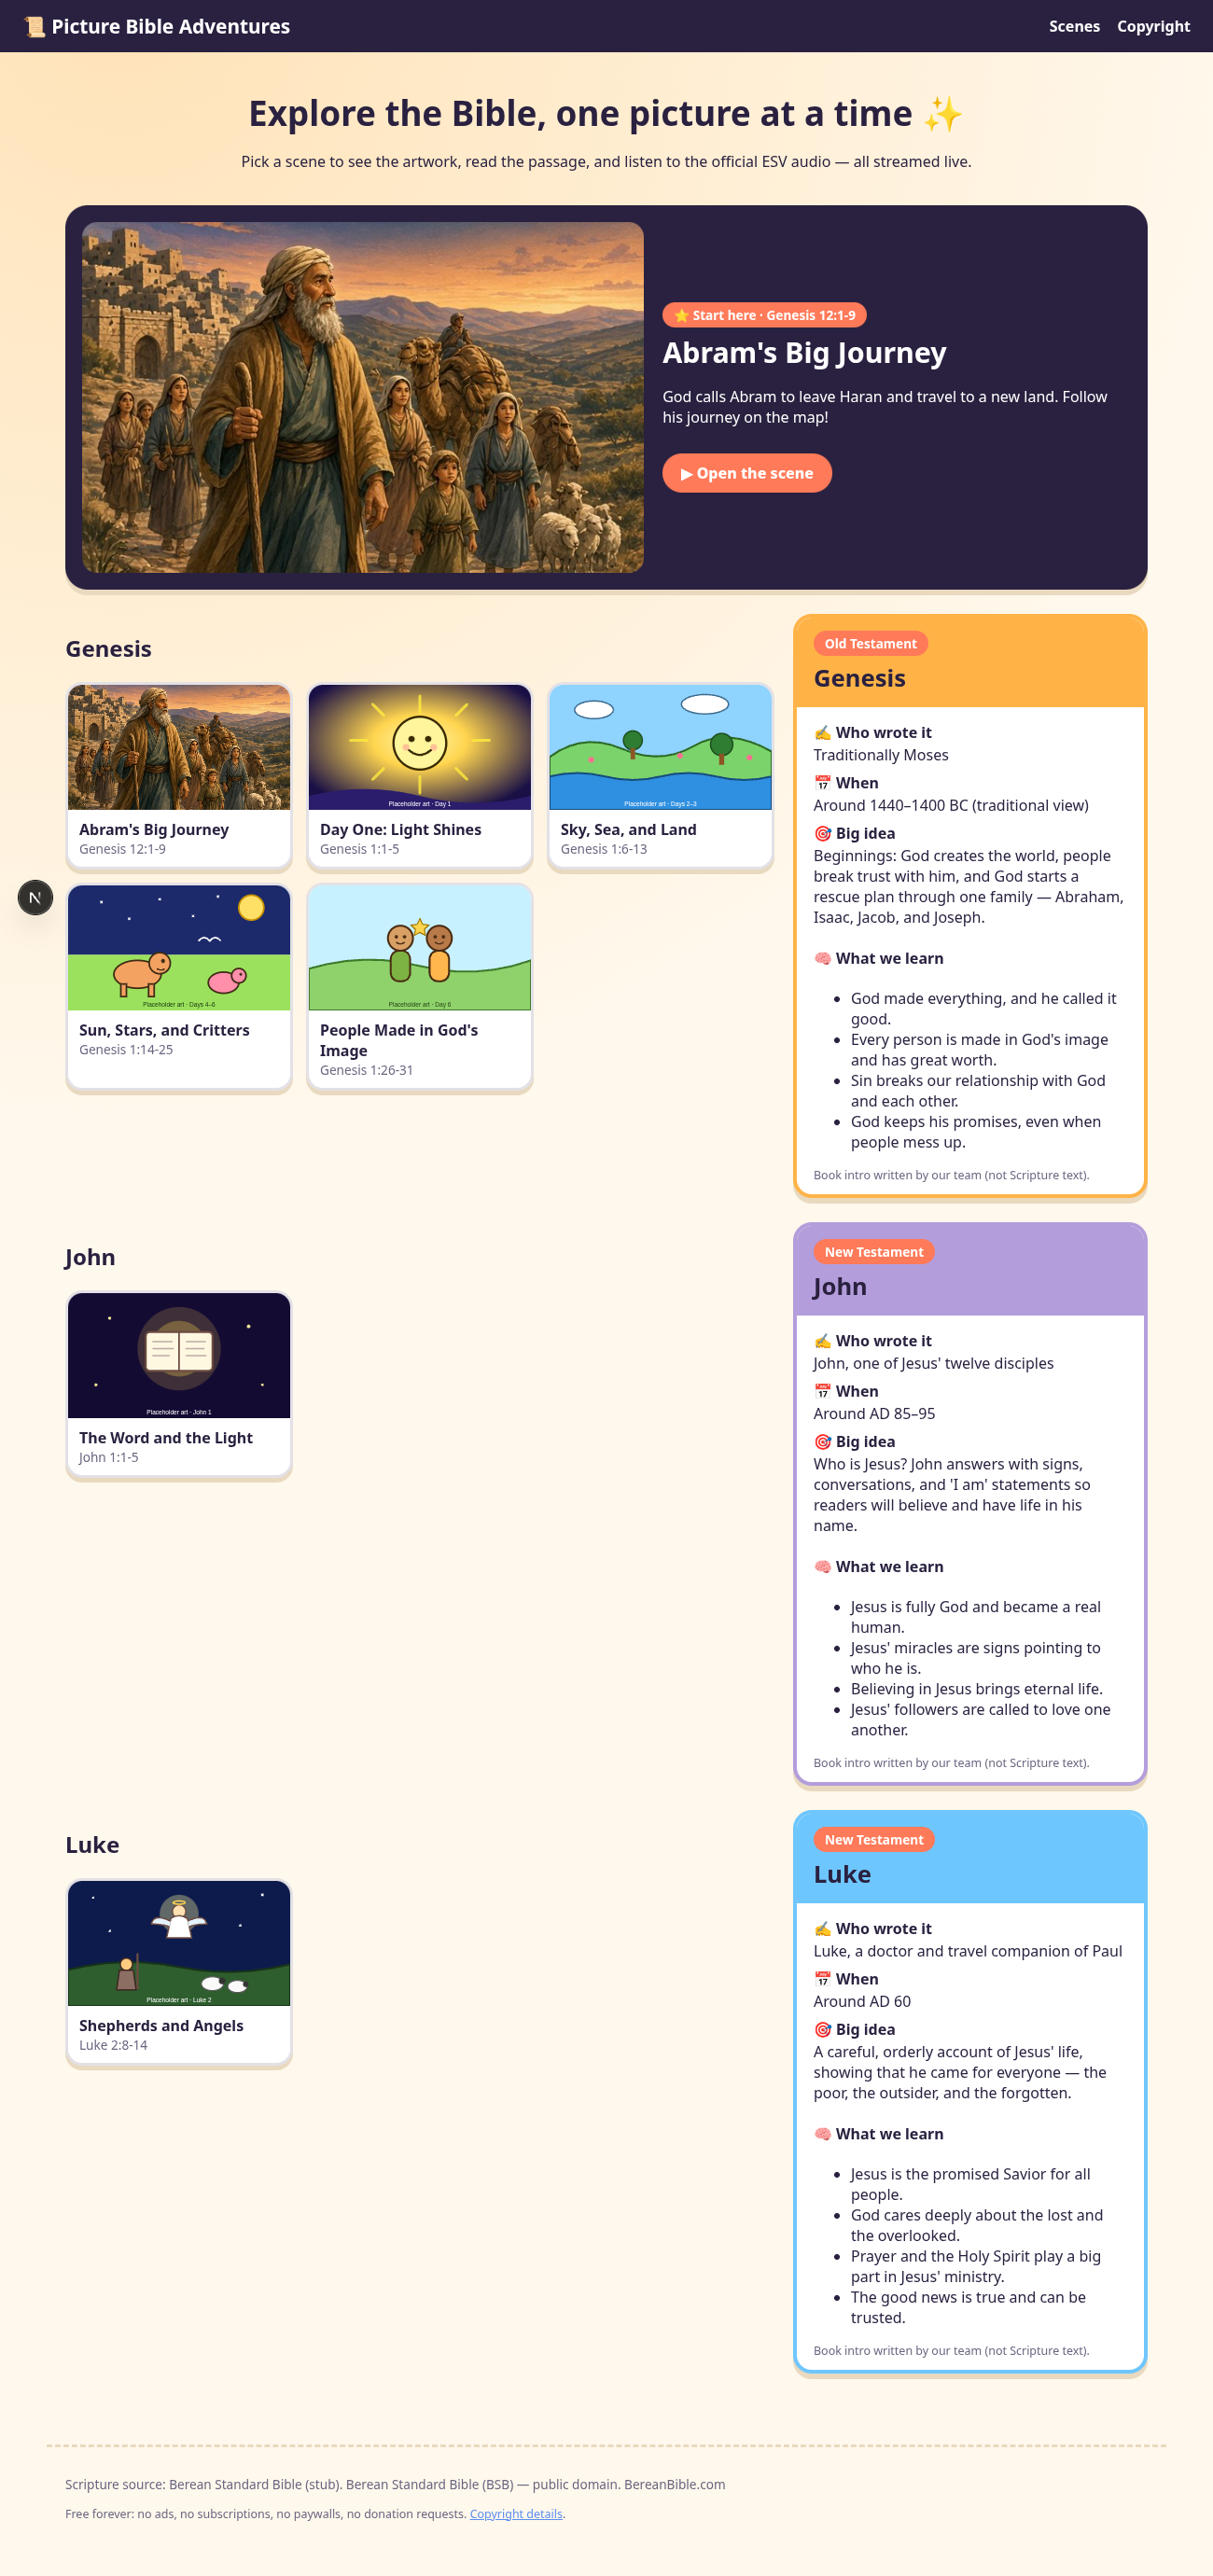 📜 Picture Bible Adventures
Scenes Copyright
Explore the Bible, one picture at a time ✨
Pick a scene to see the artwork, read the passage, and listen to the official ESV audio — all streamed live.
⭐ Start here · Genesis 12:1-9
Abram's Big Journey
God calls Abram to leave Haran and travel to a new land. Follow
his journey on the map!
▶ Open the scene
Genesis
Abram's Big Journey
Genesis 12:1-9
Placeholder art · Day 1
Day One: Light Shines
Genesis 1:1-5
Placeholder art · Days 2–3
Sky, Sea, and Land
Genesis 1:6-13
N
Placeholder art · Days 4–6
Sun, Stars, and Critters
Genesis 1:14-25
Placeholder art · Day 6
People Made in God's
Image
Genesis 1:26-31
Old Testament
Genesis
✍️ Who wrote it
Traditionally Moses
📅 When
Around 1440–1400 BC (traditional view)
🎯 Big idea
Beginnings: God creates the world, people
break trust with him, and God starts a
rescue plan through one family — Abraham,
Isaac, Jacob, and Joseph.
🧠 What we learn
• God made everything, and he called it
good.
• Every person is made in God's image
and has great worth.
• Sin breaks our relationship with God
and each other.
• God keeps his promises, even when
people mess up.
Book intro written by our team (not Scripture text).
John
Placeholder art · John 1
The Word and the Light
John 1:1-5
New Testament
John
✍️ Who wrote it
John, one of Jesus' twelve disciples
📅 When
Around AD 85–95
🎯 Big idea
Who is Jesus? John answers with signs,
conversations, and 'I am' statements so
readers will believe and have life in his
name.
🧠 What we learn
• Jesus is fully God and became a real
human.
• Jesus' miracles are signs pointing to
who he is.
• Believing in Jesus brings eternal life.
• Jesus' followers are called to love one
another.
Book intro written by our team (not Scripture text).
Luke
Placeholder art · Luke 2
Shepherds and Angels
Luke 2:8-14
New Testament
Luke
✍️ Who wrote it
Luke, a doctor and travel companion of Paul
📅 When
Around AD 60
🎯 Big idea
A careful, orderly account of Jesus' life,
showing that he came for everyone — the
poor, the outsider, and the forgotten.
🧠 What we learn
• Jesus is the promised Savior for all
people.
• God cares deeply about the lost and
the overlooked.
• Prayer and the Holy Spirit play a big
part in Jesus' ministry.
• The good news is true and can be
trusted.
Book intro written by our team (not Scripture text).
Scripture source: Berean Standard Bible (stub). Berean Standard Bible (BSB) — public domain. BereanBible.com
Free forever: no ads, no subscriptions, no paywalls, no donation requests. Copyright details.